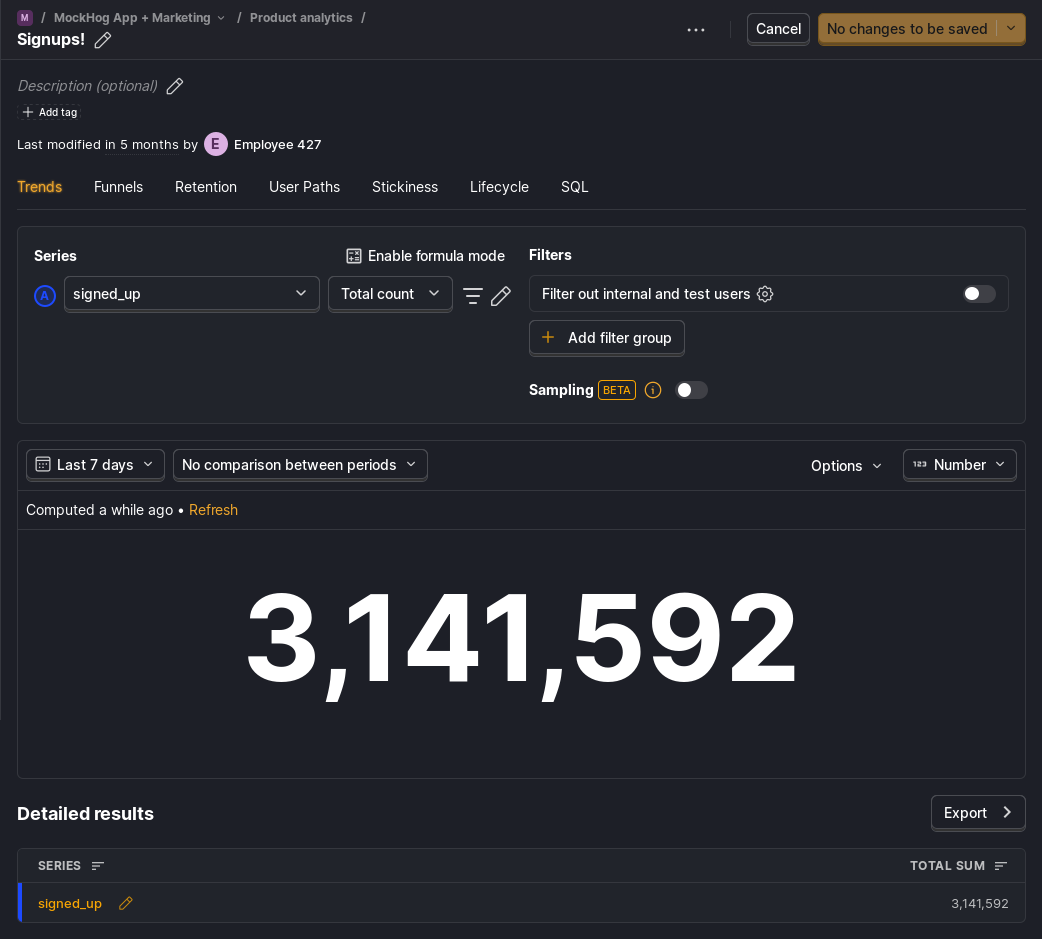 M / MockHog App + Marketing / Product analytics /
Signups!
Cancel
No changes to be saved
Description (optional)
Add tag
Last modified in 5 months by E Employee 427
Trends Funnels Retention User Paths Stickiness Lifecycle SQL
Series
Enable formula mode
A signed_up Total count
Filters
Filter out internal and test users
+ Add filter group
Sampling BETA
Last 7 days No comparison between periods Options 123 Number
Computed a while ago • Refresh
3,141,592
Detailed results
Export
SERIES TOTAL SUM
signed_up 3,141,592